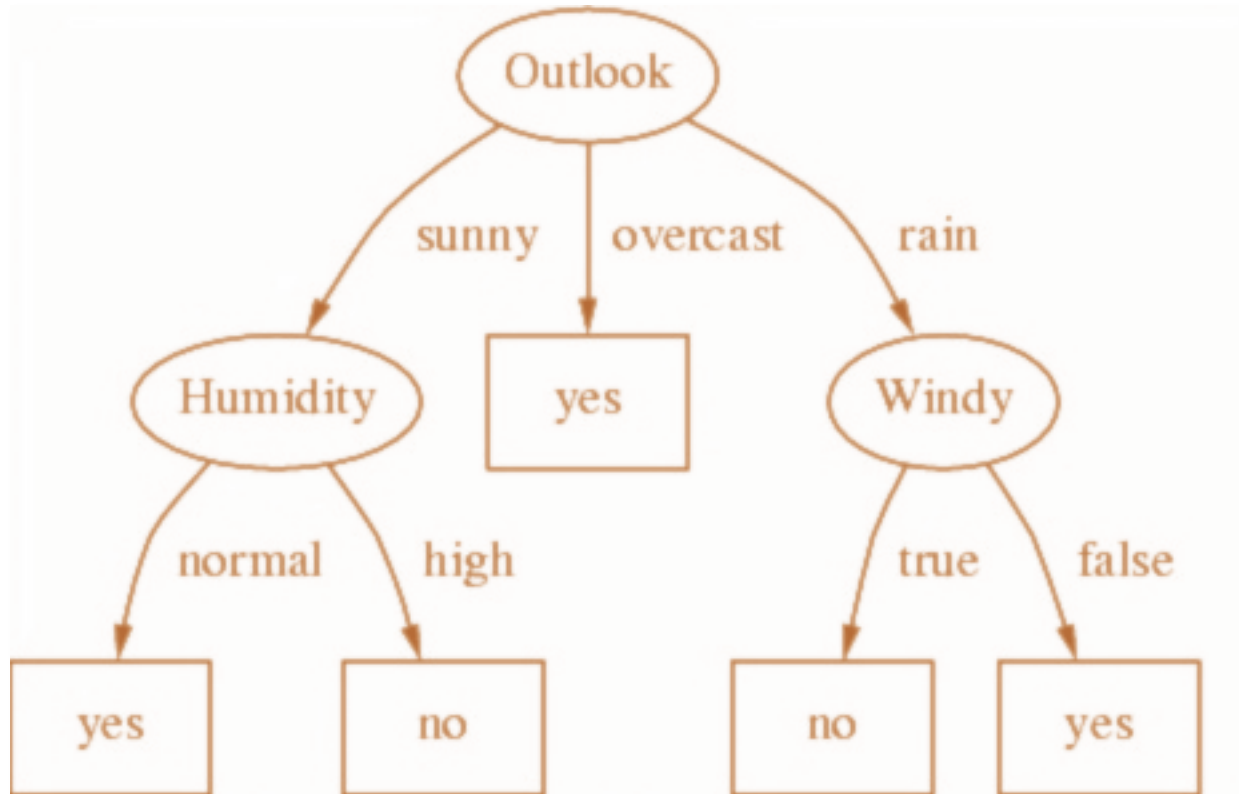 Outlook
sunny overcast rain
Humidity yes Windy
normal high true false
yes no no yes